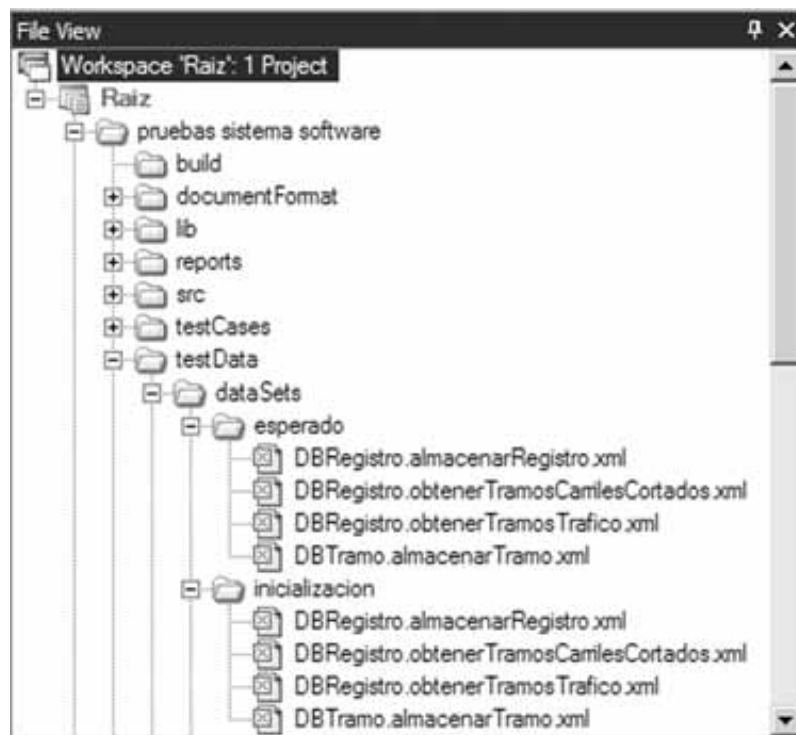 File View
Workspace 'Raiz': 1 Project
Raiz
pruebas sistema software
build
documentFormat
lib
reports
src
testCases
testData
dataSets
esperado
DBRegistro.almacenarRegistro.xml
DBRegistro.obtenerTramosCarrilesCortados.xml
DBRegistro.obtenerTramosTrafico.xml
DBTramo.almacenarTramo.xml
inicializacion
DBRegistro.almacenarRegistro.xml
DBRegistro.obtenerTramosCarrilesCortados.xml
DBRegistro.obtenerTramosTrafico.xml
DBTramo.almacenarTramo.xml